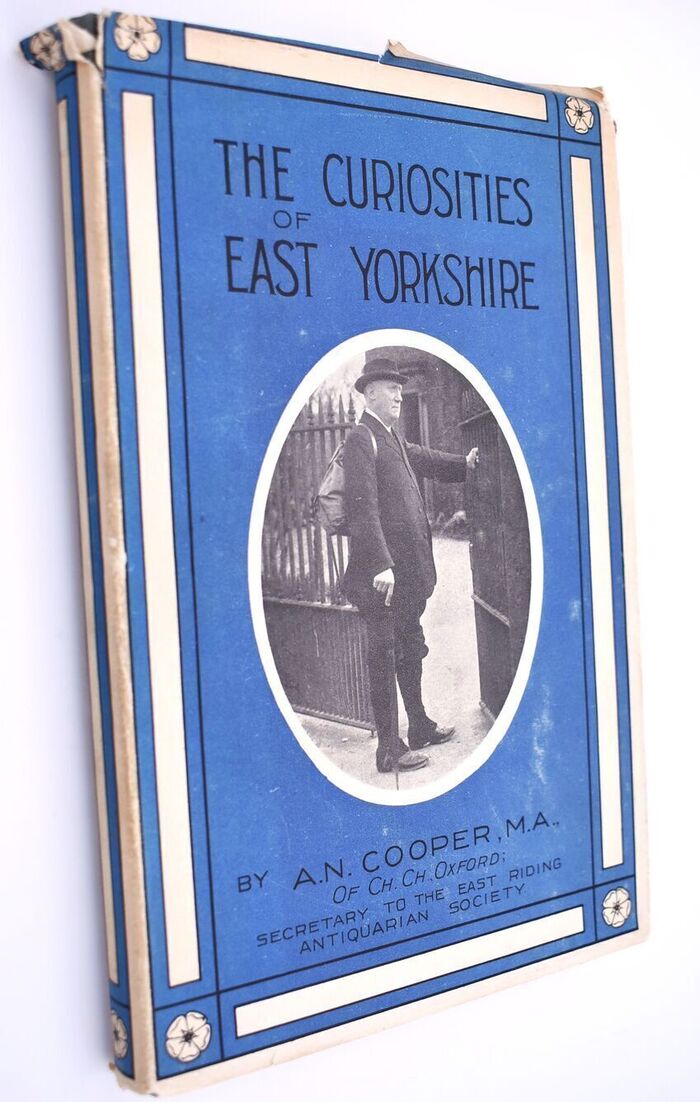 THE CURIOSITIES
OF
EAST YORKSHIRE
BY A.N. COOPER, M.A.,
OF CH. CH. OXFORD;
SECRETARY TO THE EAST RIDING
ANTIQUARIAN SOCIETY.